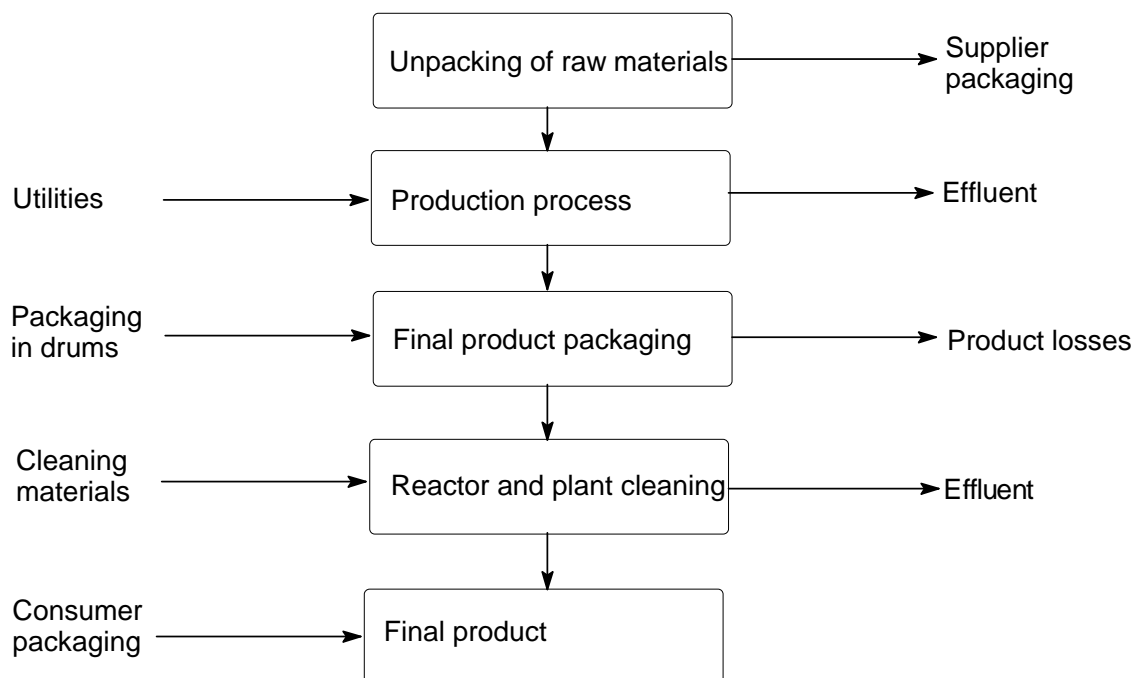 Unpacking of raw materials
Supplier
packaging
Utilities
Production process
Effluent
Packaging
in drums
Final product packaging
Product losses
Cleaning
materials
Reactor and plant cleaning
Effluent
Consumer
packaging
Final product